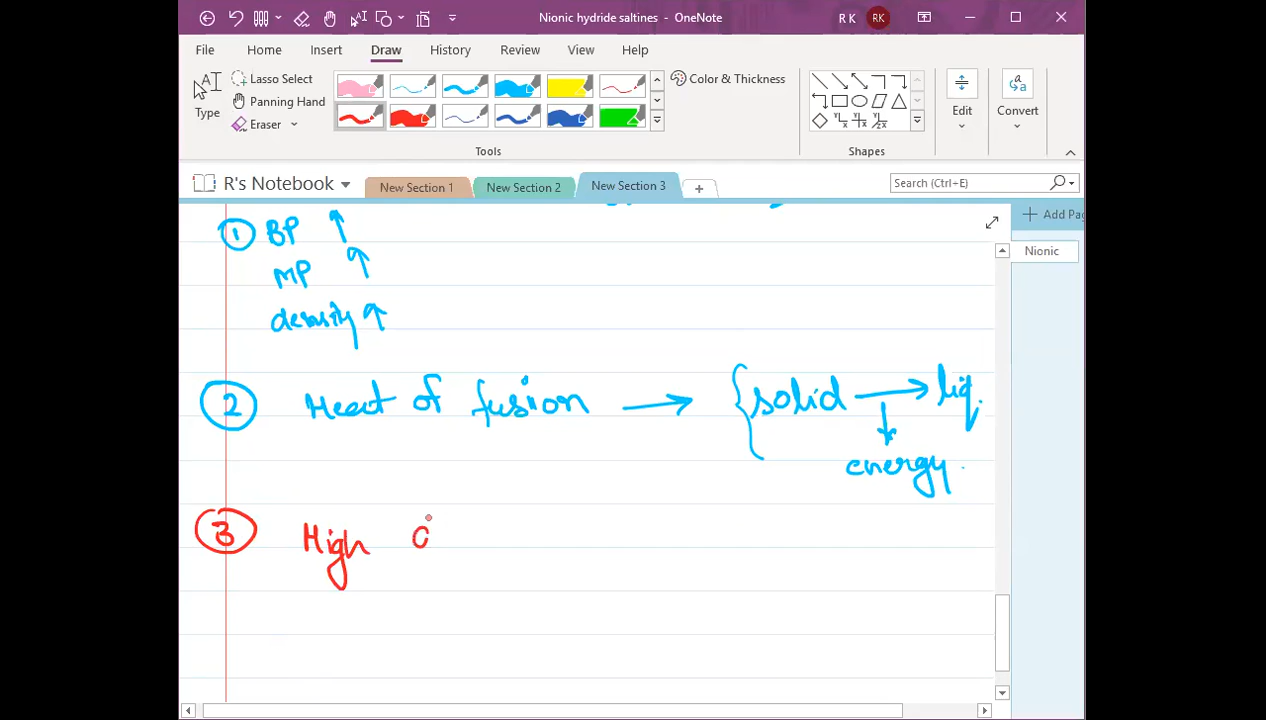 Nionic hydride saltines - OneNote
R K
RK
File Home Insert Draw History Review View Help
Type
Lasso Select
Panning Hand
Eraser
Color & Thickness
Edit
Convert
Tools
Shapes
R's Notebook
New Section 1
New Section 2
New Section 3
Search (Ctrl+E)
Add Pag
Nionic
① BP ↑
MP ↑
density ↑
② Heat of fusion → { solid → liq.
energy.
③ High